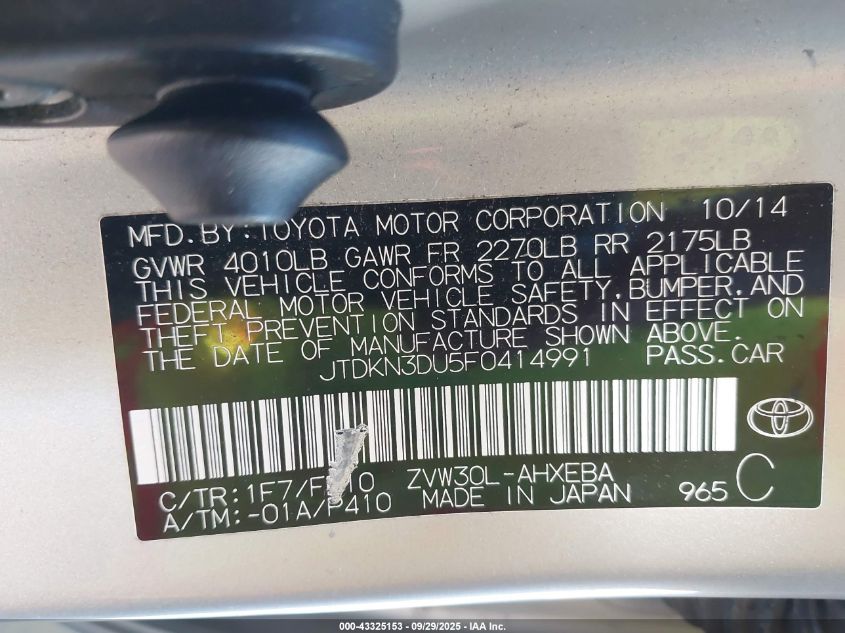 MFD. BY: TOYOTA MOTOR CORPORATION 10/14
GVWR 4010LB GAWR FR 2270LB RR 2175LB
THIS VEHICLE CONFORMS TO ALL APPLICABLE
FEDERAL MOTOR VEHICLE SAFETY, BUMPER, AND
THEFT PREVENTION STANDARDS IN EFFECT ON
THE DATE OF MANUFACTURE SHOWN ABOVE.
JTDKN3DU5F0414991 PASS. CAR
C/TR: 1F7/ ZVW30L-AHXEBA
A/TM: -01A/P410 MADE IN JAPAN 965 C
000-43325153 - 09/29/2025 - IAA Inc.